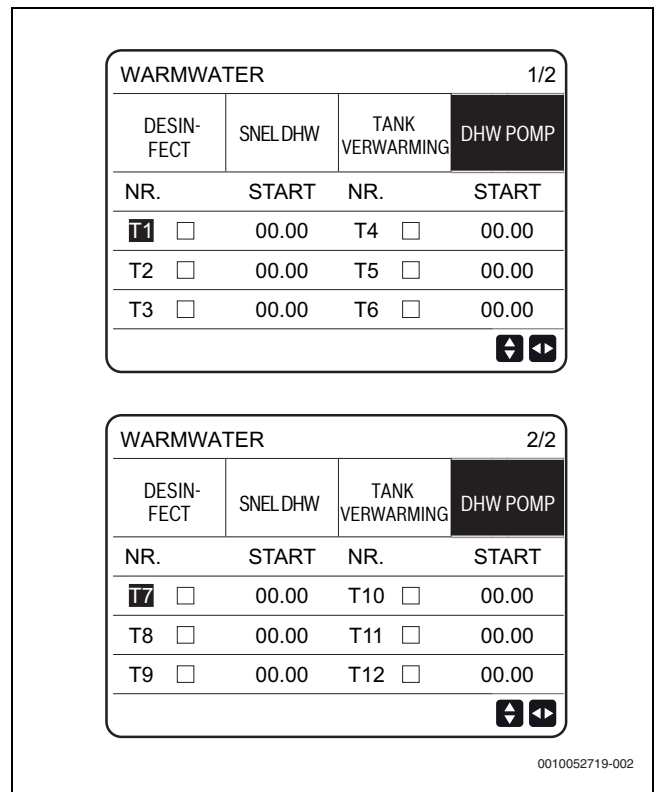 WARMWATER 1/2
DESIN-
FECT
SNEL DHW
TANK
VERWARMING
DHW POMP
NR. START NR. START
T1 00.00 T4 00.00
T2 00.00 T5 00.00
T3 00.00 T6 00.00
WARMWATER 2/2
DESIN-
FECT
SNEL DHW
TANK
VERWARMING
DHW POMP
NR. START NR. START
T7 00.00 T10 00.00
T8 00.00 T11 00.00
T9 00.00 T12 00.00
0010052719-002